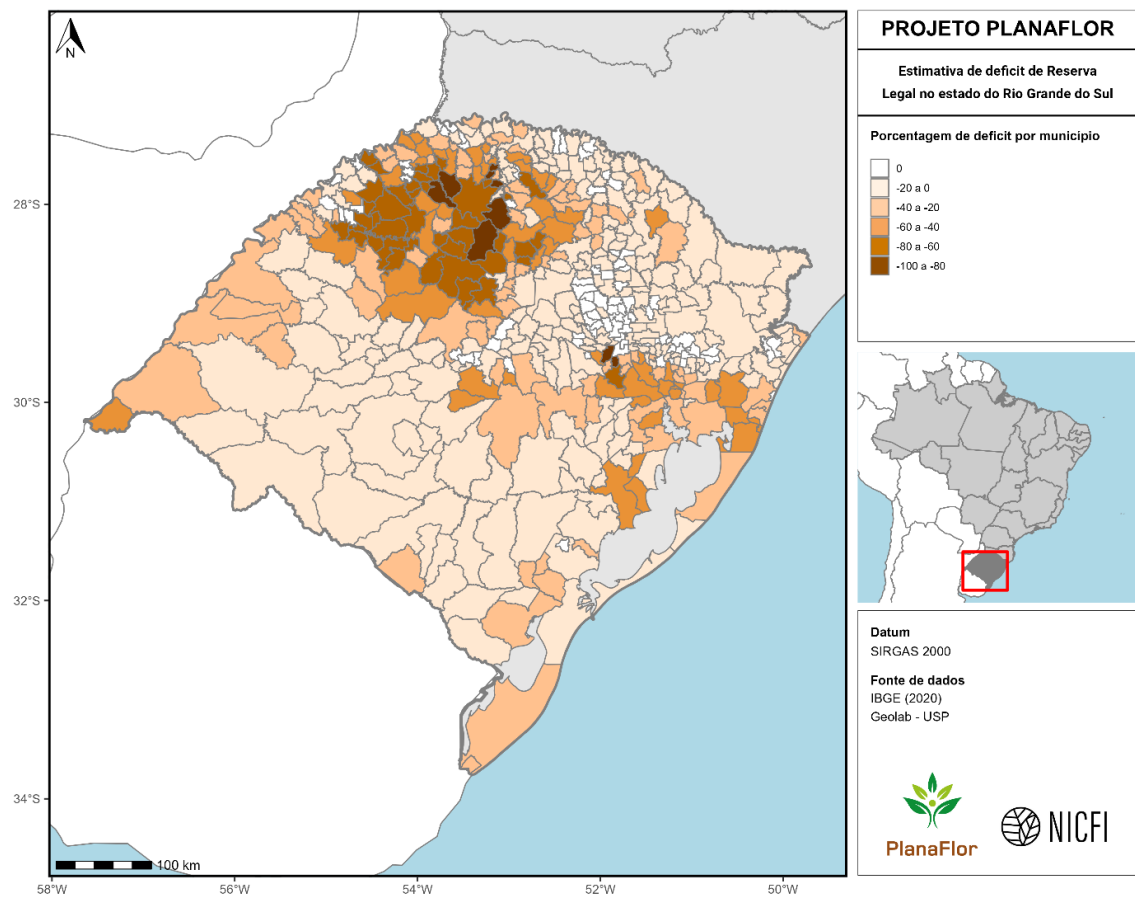 N
28°S
30°S
32°S
34°S
100 km
58°W
56°W
54°W
52°W
50°W
PROJETO PLANAFLOR
Estimativa de deficit de Reserva
Legal no estado do Rio Grande do Sul
Porcentagem de deficit por municipio
0
-20 a 0
-40 a -20
-60 a -40
-80 a -60
-100 a -80
Datum
SIRGAS 2000
Fonte de dados
IBGE (2020)
Geolab - USP
PlanaFlor
NICFI